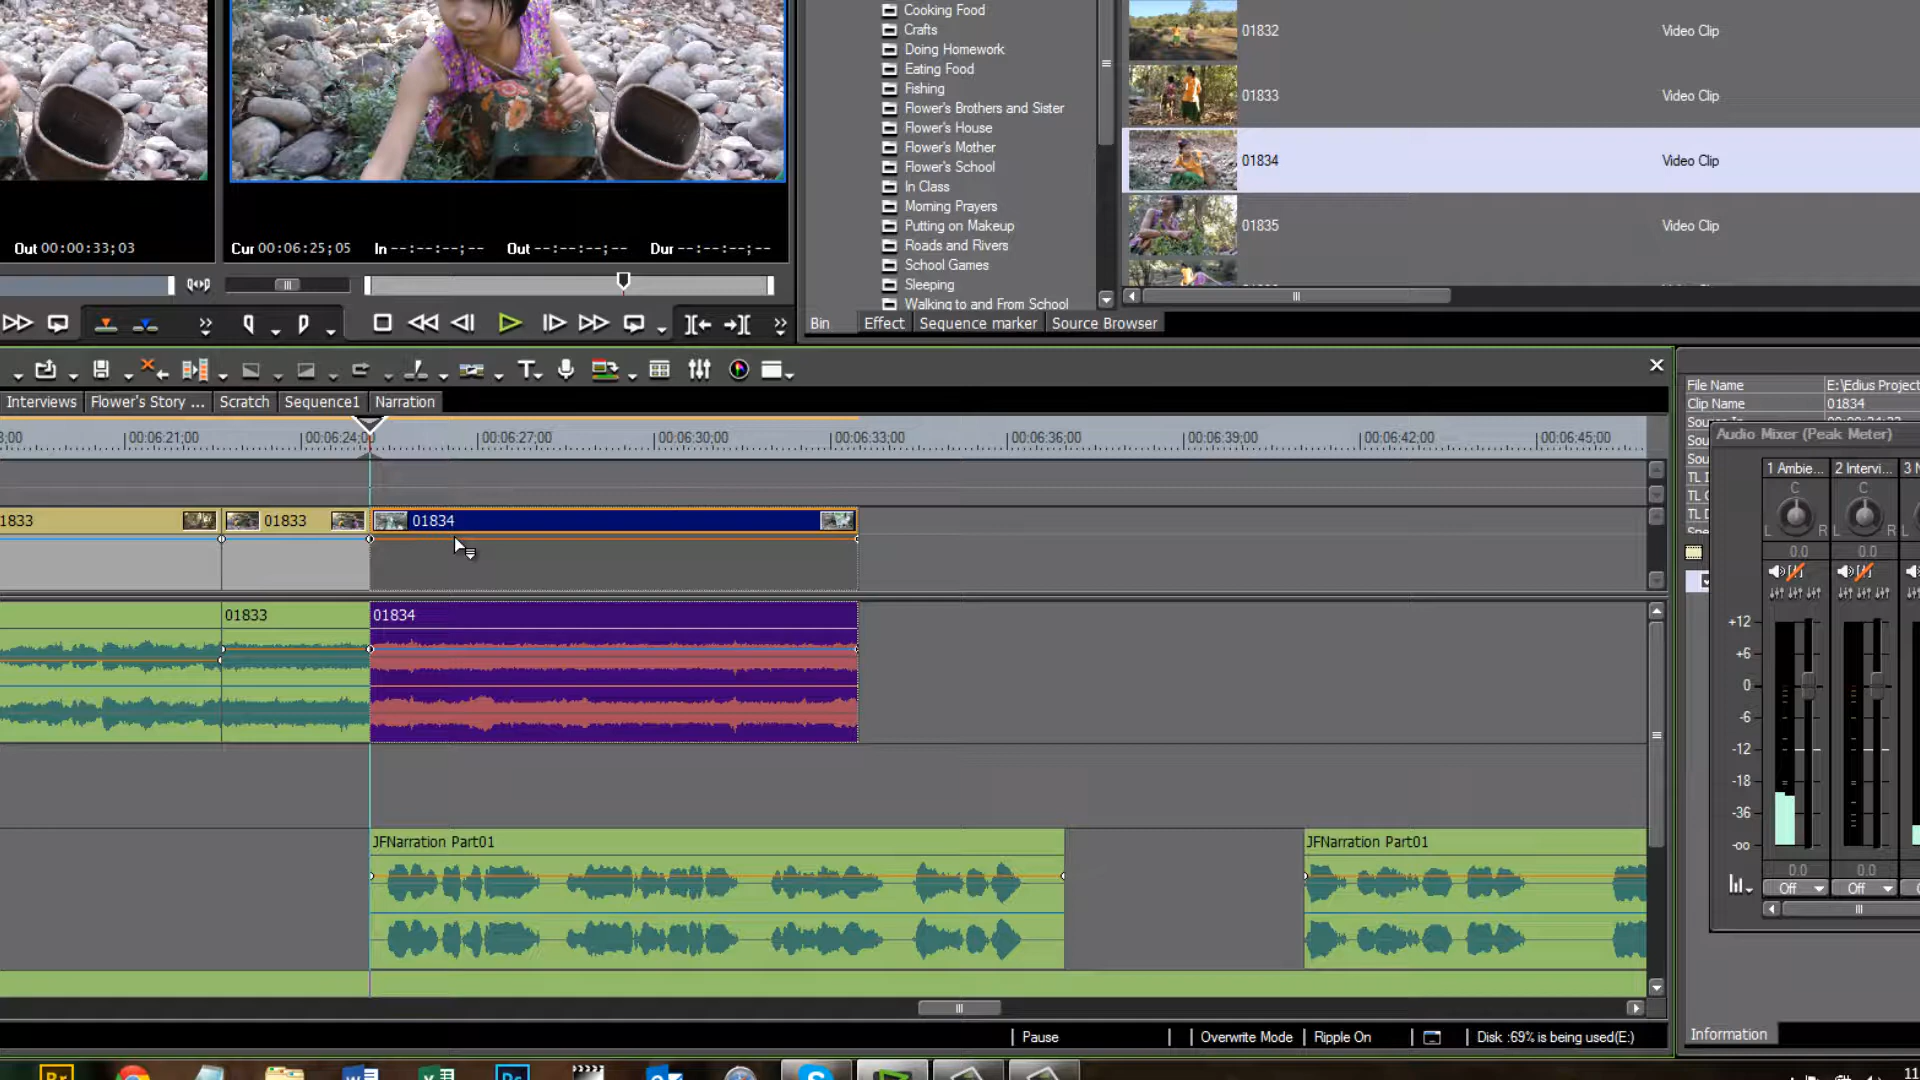 Cooking Food
Crafts
Doing Homework
Eating Food
Fishing
Flower's Brothers and Sister
Flower's House
Flower's Mother
Flower's School
In Class
Morning Prayers
Putting on Makeup
Roads and Rivers
School Games
Sleeping
Walking to and From School
01832 Video Clip
01833 Video Clip
01834 Video Clip
01835 Video Clip
Out 00:00:33;03
Cur 00:06:25;05 In --:--:--;-- Out --:--:--;-- Dur --:--:--;--
Bin Effect Sequence marker Source Browser
Interviews Flower's Story ... Scratch Sequence1 Narration
00:06:21;00 00:06:24;00 00:06:27;00 00:06:30;00 00:06:33;00 00:06:36;00 00:06:39;00 00:06:42;00 00:06:45;00
1833 01833 01834
01833 01834
JFNarration Part01 JFNarration Part01
File Name E:\Edius Project
Clip Name 01834
Audio Mixer (Peak Meter)
1 Ambie... 2 Intervi...
C C
L R L R
0.0 0.0
+12
+6
0
-6
-12
-18
-36
-oo
0.0 0.0
Off Off
Information
Pause Overwrite Mode Ripple On Disk :69% is being used(E:)
11